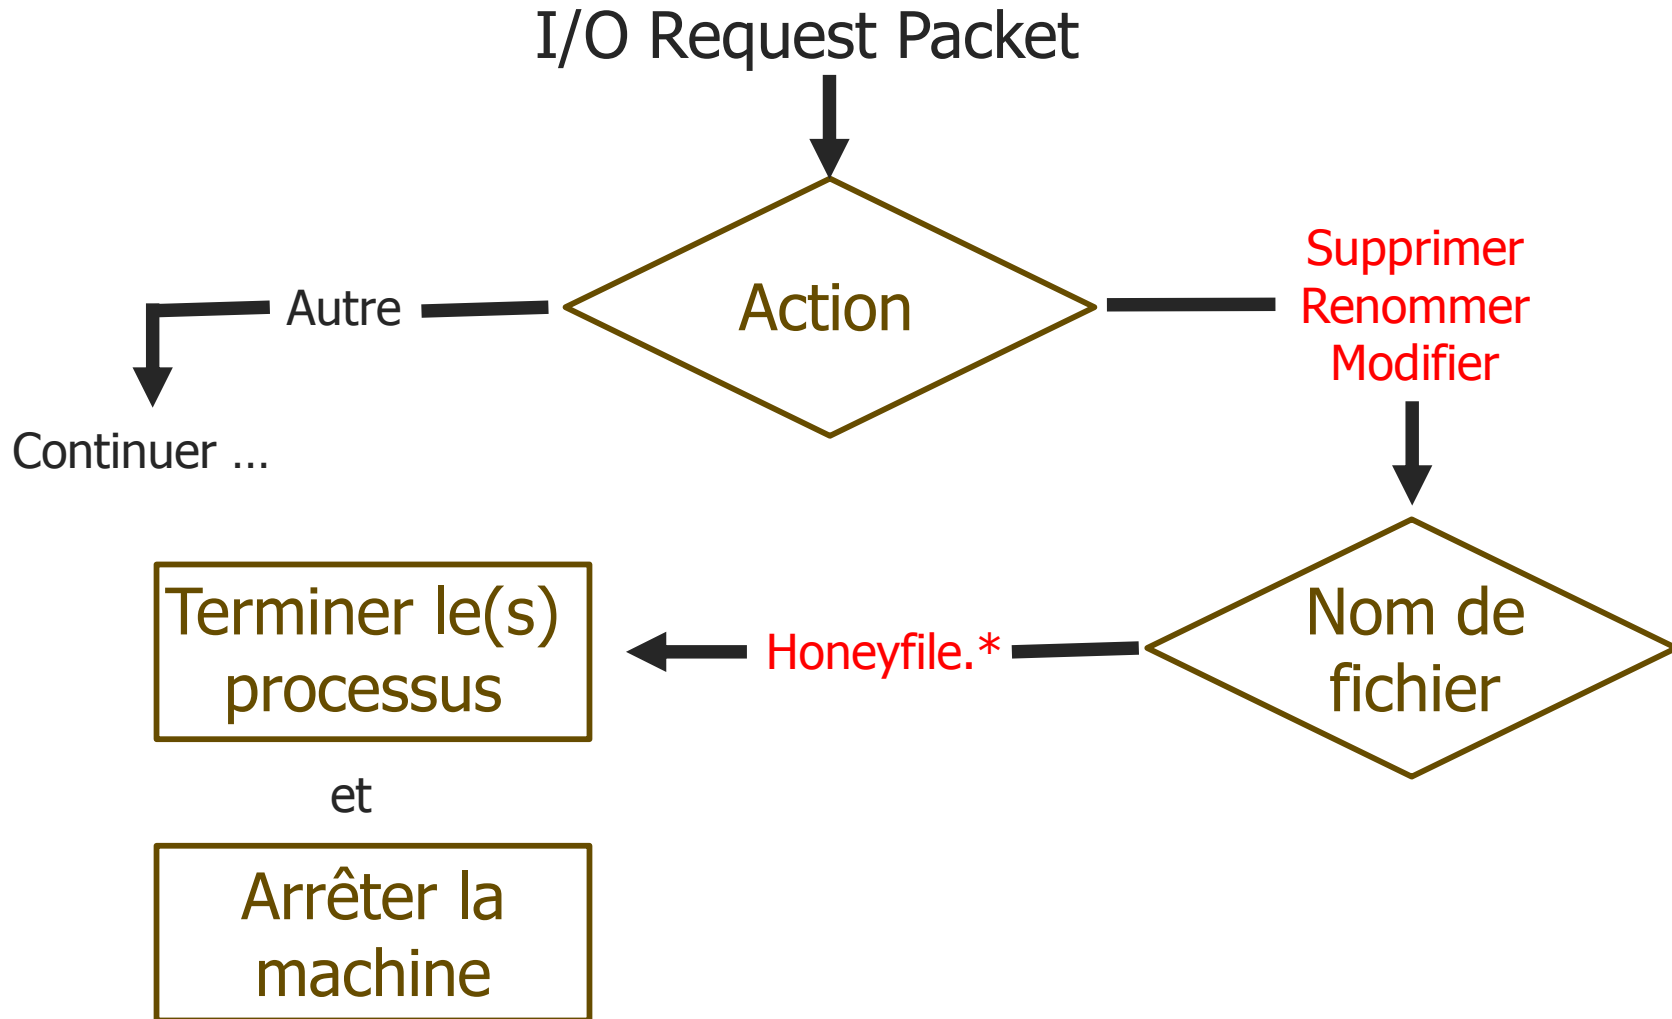 I/O Request Packet
Action
Autre
Supprimer
Renommer
Modifier
Continuer ...
Nom de
fichier
Honeyfile.*
Terminer le(s)
processus
et
Arrêter la
machine